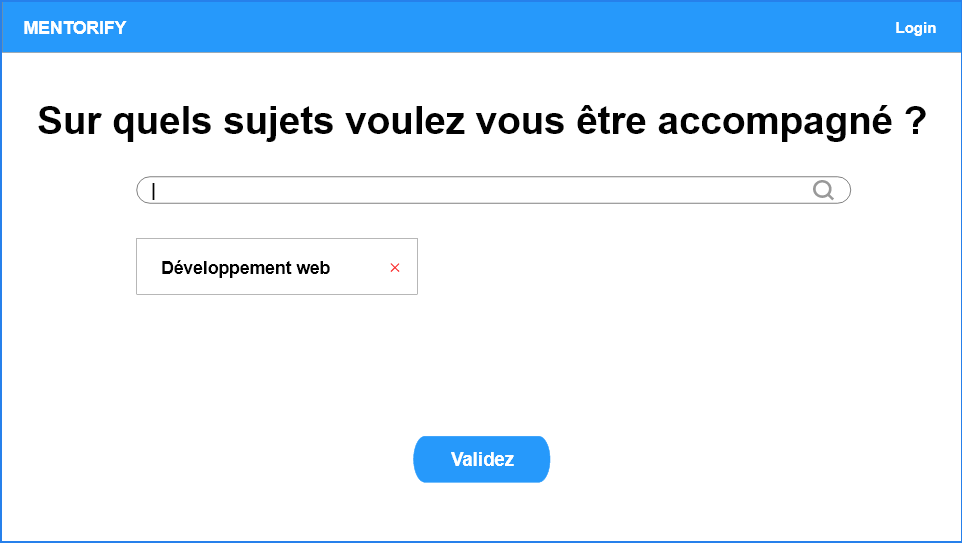 MENTORIFY
Login
Sur quels sujets voulez vous être accompagné ?
Développement web
Validez